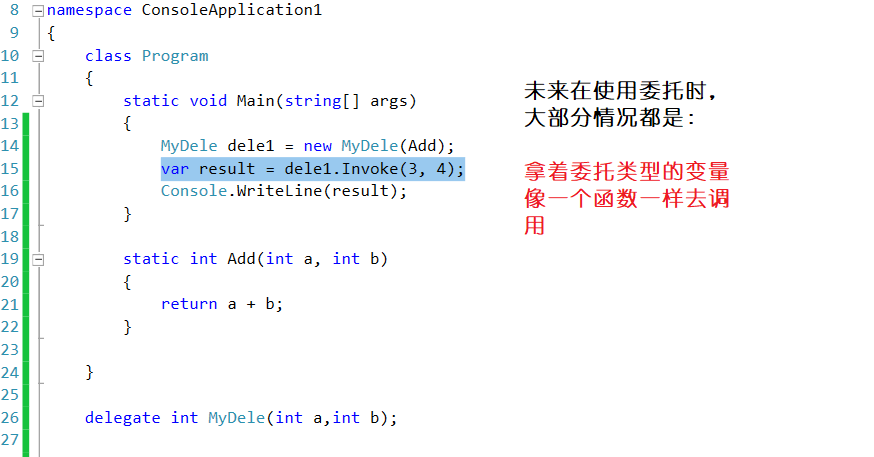 8 namespace ConsoleApplication1
9 {
10 class Program
11 {
12 static void Main(string[] args)
13 {
14 MyDele dele1 = new MyDele(Add);
15 var result = dele1.Invoke(3, 4);
16 Console.WriteLine(result);
17 }
18
19 static int Add(int a, int b)
20 {
21 return a + b;
22 }
23
24 }
25
26 delegate int MyDele(int a,int b);
27
未来在使用委托时，
大部分情况都是：
拿着委托类型的变量
像一个函数一样去调
用